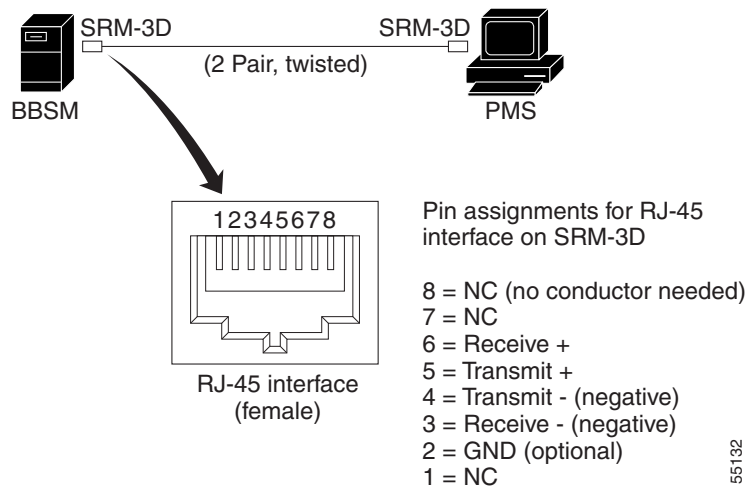 SRM-3D
SRM-3D
(2 Pair, twisted)
BBSM
PMS
12345678
RJ-45 interface
(female)
Pin assignments for RJ-45
interface on SRM-3D
8 = NC (no conductor needed)
7 = NC
6 = Receive +
5 = Transmit +
4 = Transmit - (negative)
3 = Receive - (negative)
2 = GND (optional)
1 = NC
55132